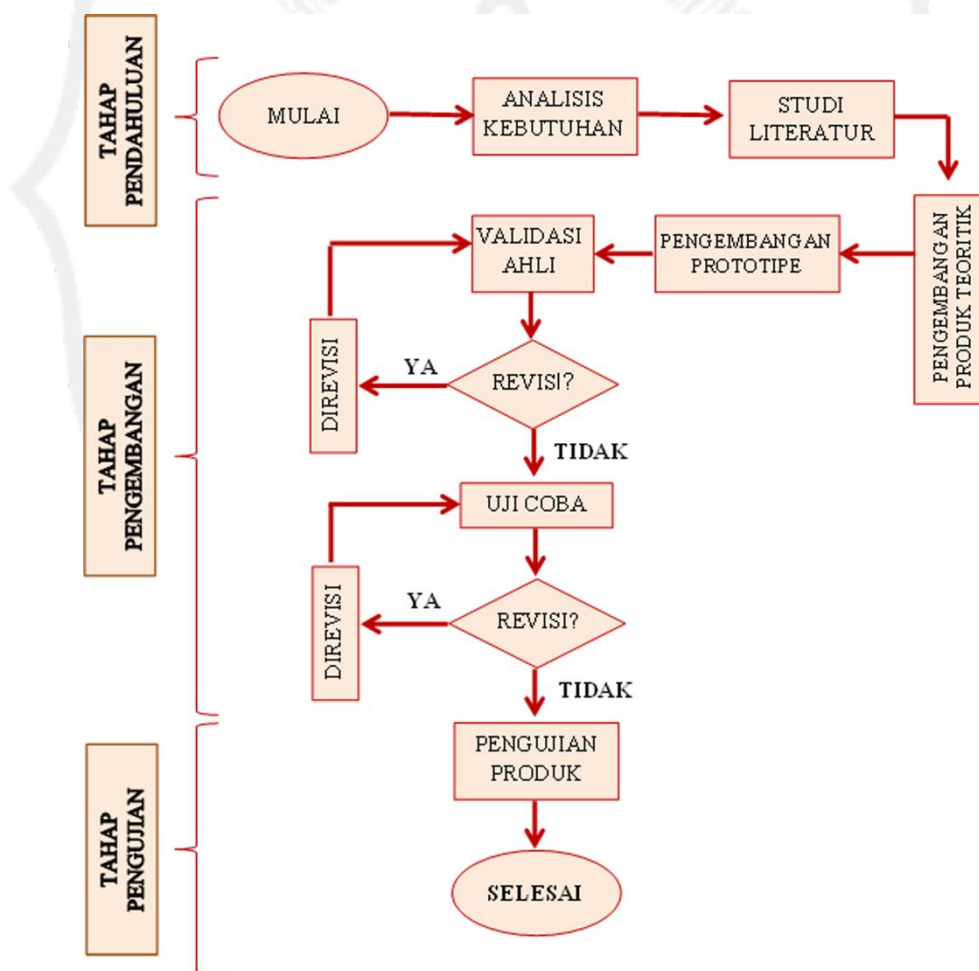 TAHAP
PENDAHULUAN
MULAI
ANALISIS
KEBUTUHAN
STUDI
LITERATUR
PENGEMBANGAN
PRODUK TEORITIK
PENGEMBANGAN
PROTOTIPE
VALIDASI
AHLI
TAHAP
PENGEMBANGAN
DIREVISI
YA
REVISI?
TIDAK
UJI COBA
DIREVISI
YA
REVISI?
TIDAK
TAHAP
PENGUJIAN
PENGUJIAN
PRODUK
SELESAI